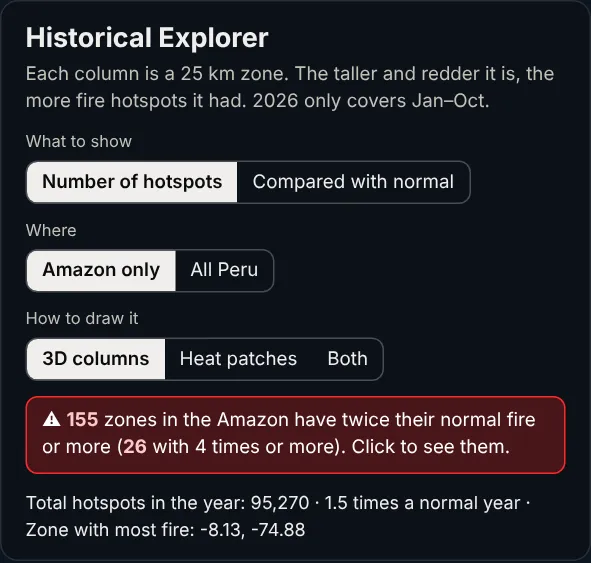 Historical Explorer
Each column is a 25 km zone. The taller and redder it is, the
more fire hotspots it had. 2026 only covers Jan–Oct.
What to show
Number of hotspots Compared with normal
Where
Amazon only All Peru
How to draw it
3D columns Heat patches Both
⚠ 155 zones in the Amazon have twice their normal fire
or more (26 with 4 times or more). Click to see them.
Total hotspots in the year: 95,270 · 1.5 times a normal year ·
Zone with most fire: -8.13, -74.88